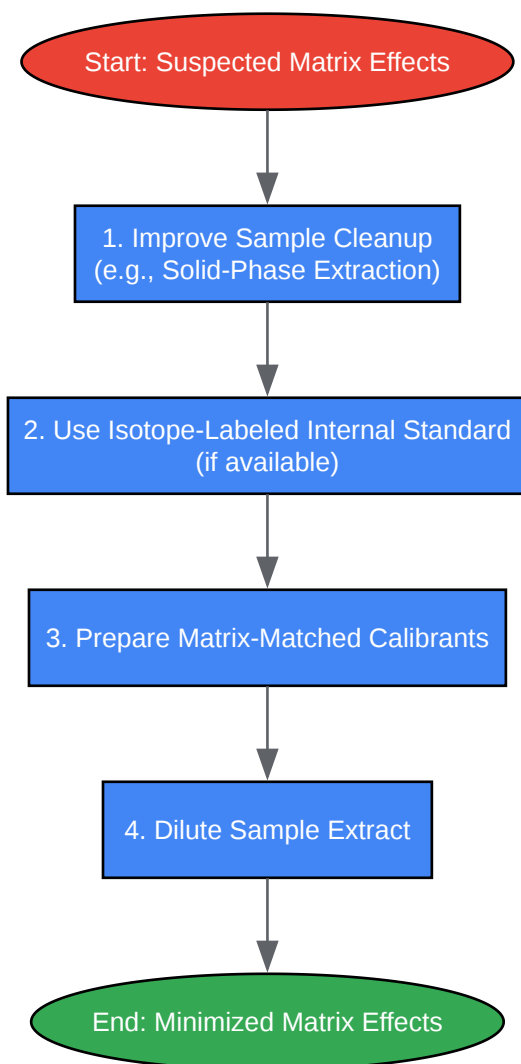 Start: Suspected Matrix Effects
1. Improve Sample Cleanup
(e.g., Solid-Phase Extraction)
2. Use Isotope-Labeled Internal Standard
(if available)
3. Prepare Matrix-Matched Calibrants
4. Dilute Sample Extract
End: Minimized Matrix Effects